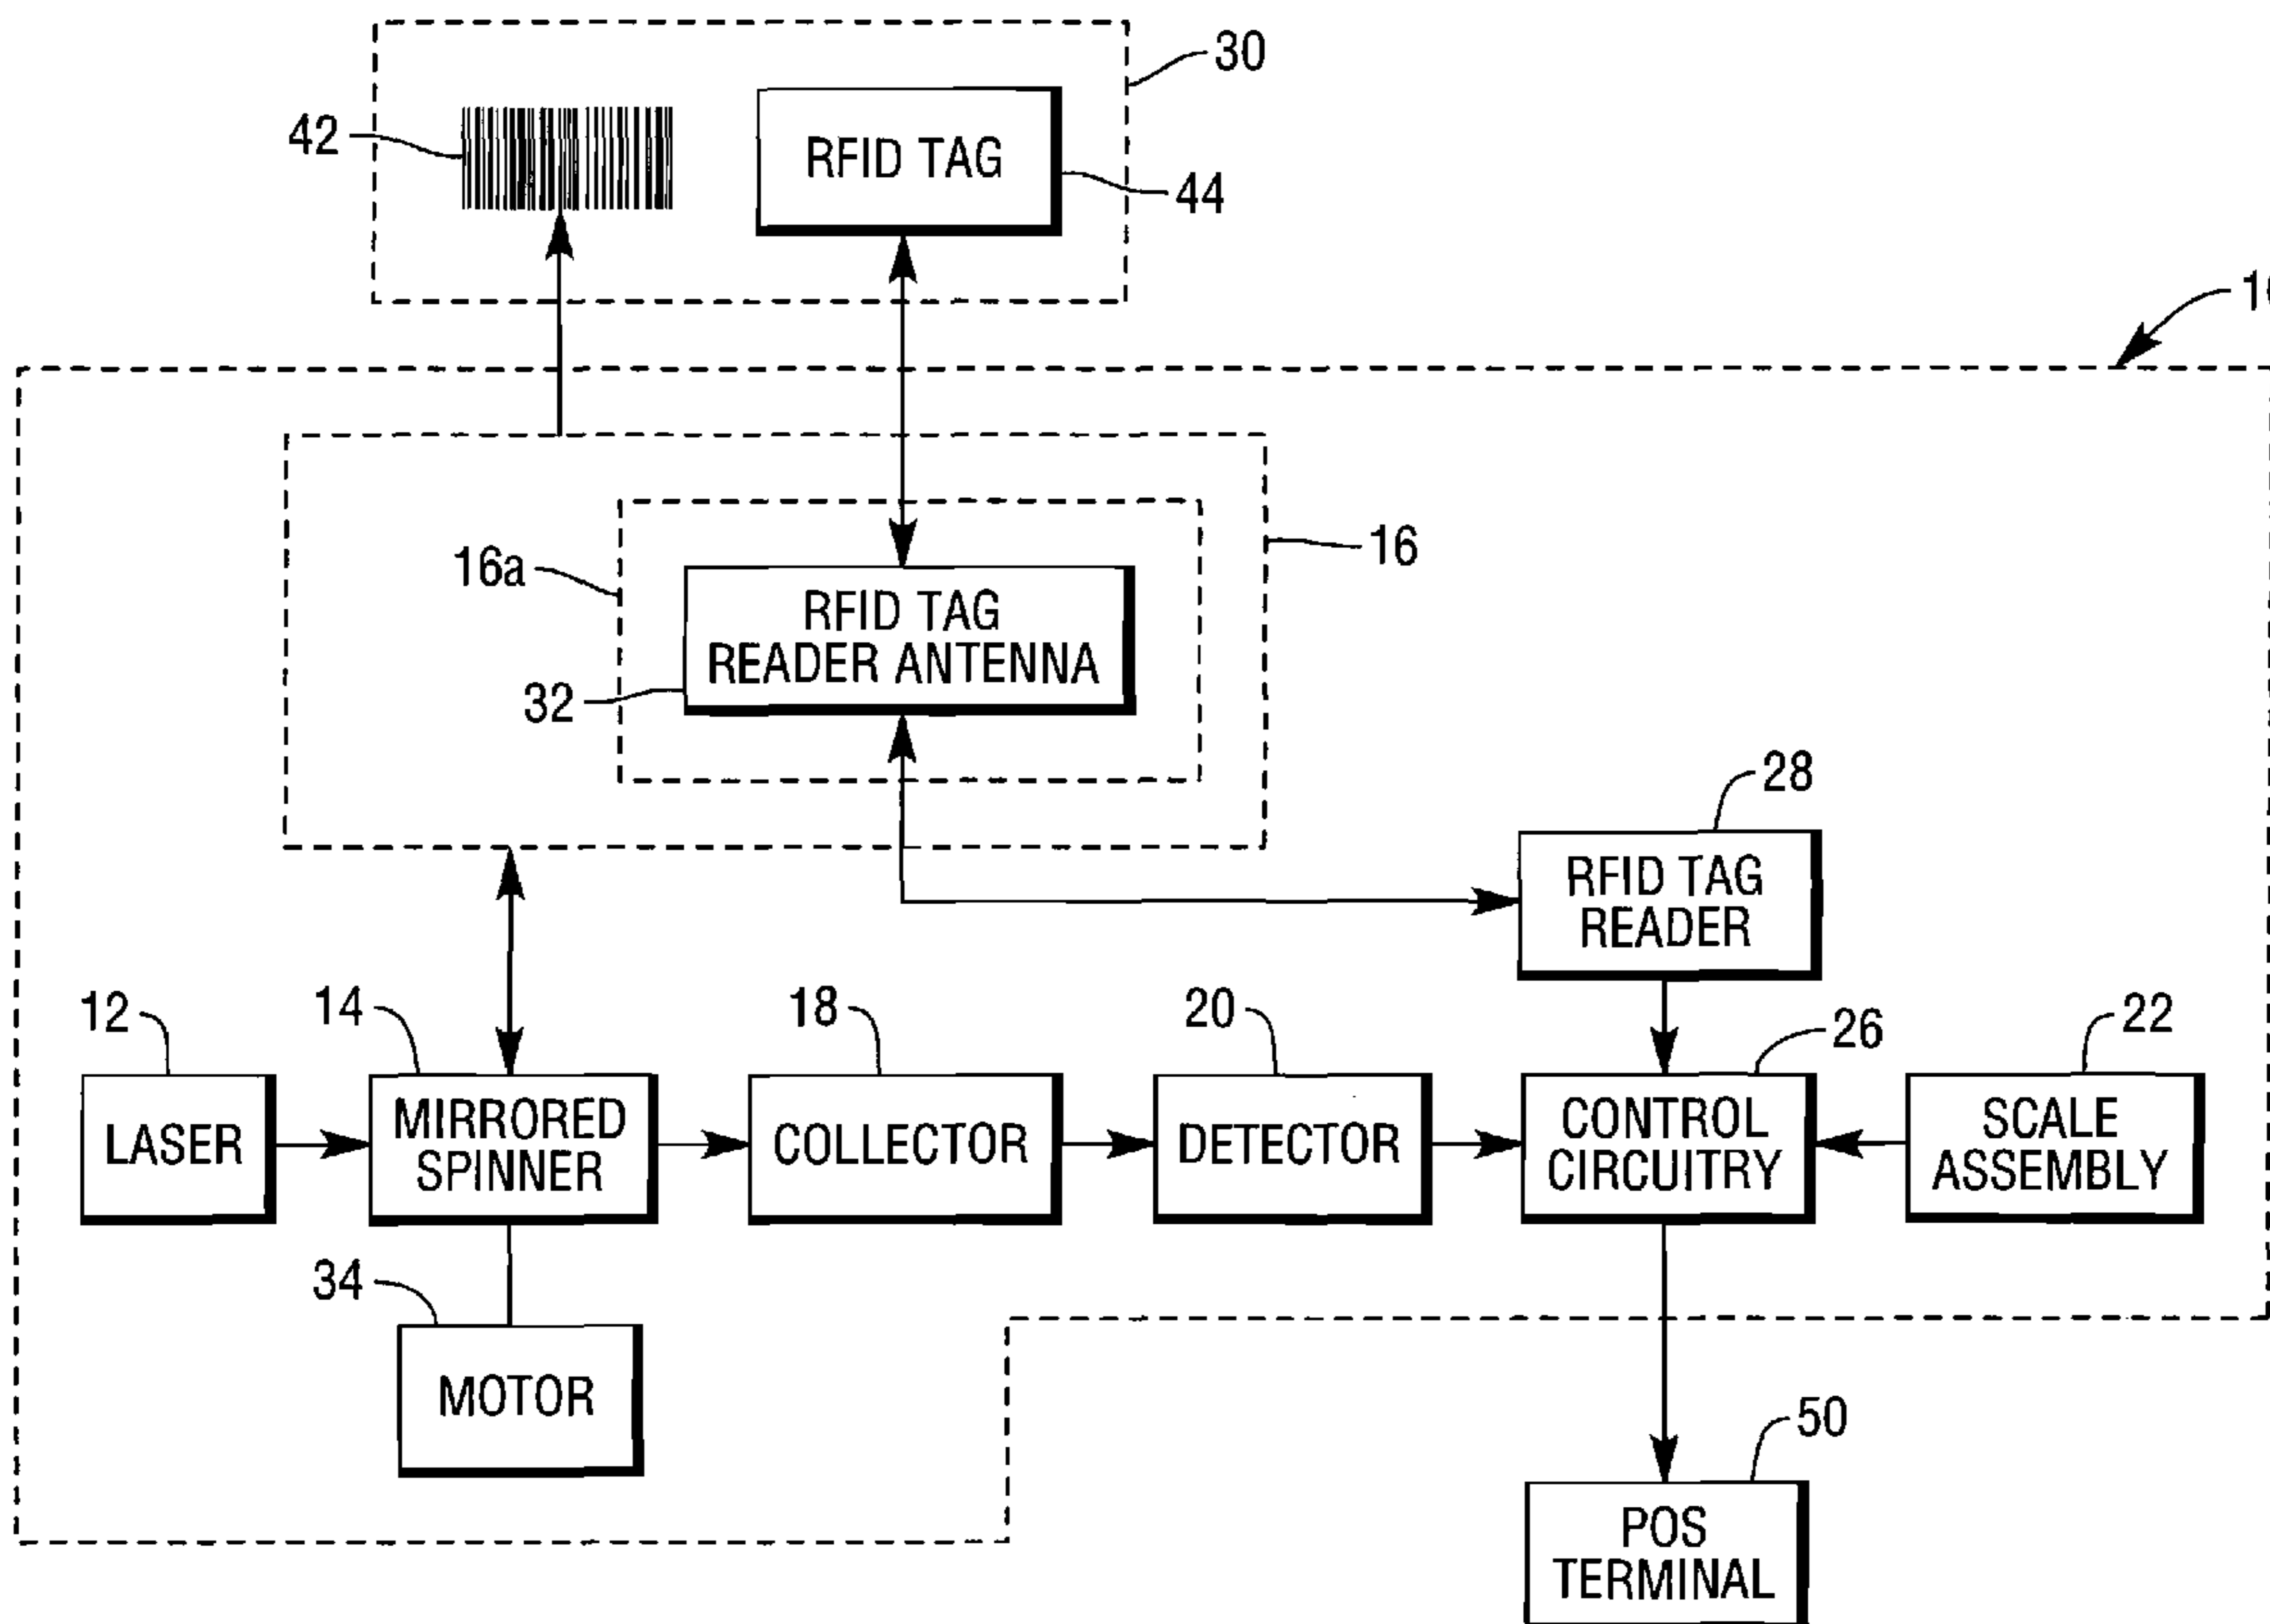 30
42
RFID TAG
44
16
16a
RFID TAG
READER ANTENNA
32
28
RFID TAG
READER
12
14
18
20
26
22
LASER
MIRRORED
SPINNER
COLLECTOR
DETECTOR
CONTROL
CIRCUITRY
SCALE
ASSEMBLY
34
MOTOR
50
POS
TERMINAL